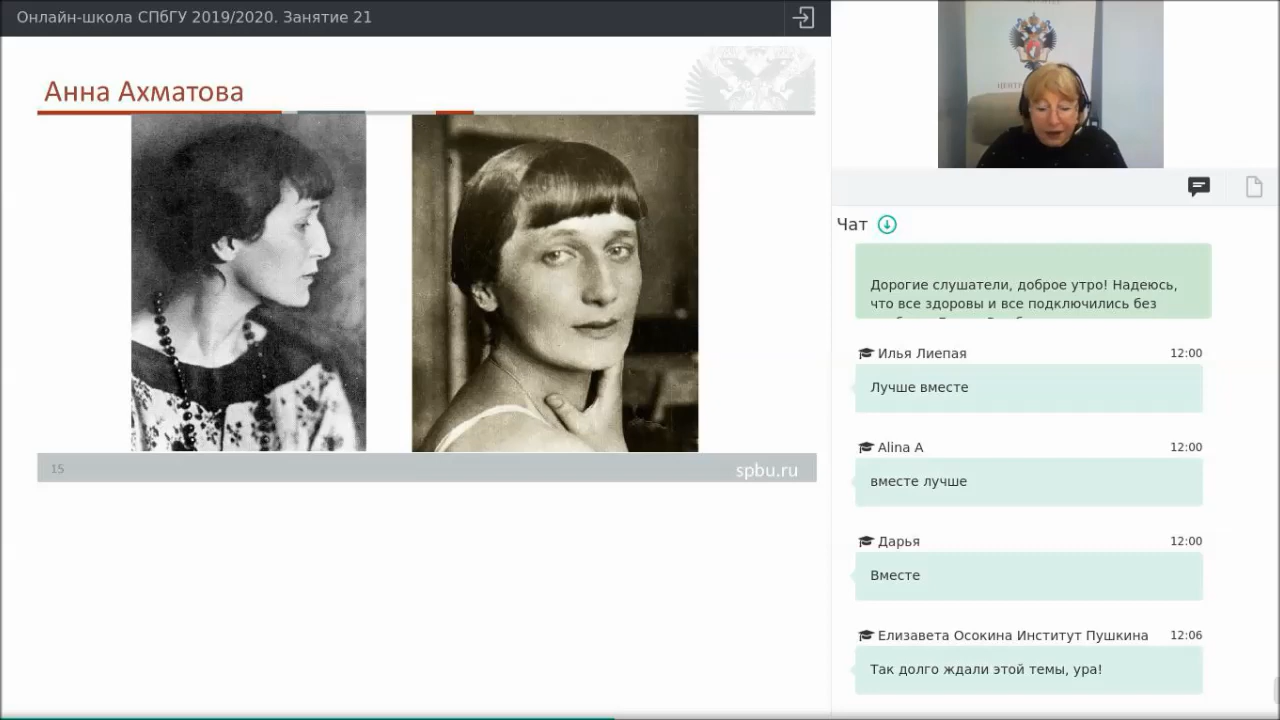 Онлайн-школа СПбГУ 2019/2020. Занятие 21
Анна Ахматова
15
spbu.ru
Чат
Дорогие слушатели, доброе утро! Надеюсь,
что все здоровы и все подключились без
Илья Лиепая 12:00
Лучше вместе
Alina A 12:00
вместе лучше
Дарья 12:00
Вместе
Елизавета Осокина Институт Пушкина 12:06
Так долго ждали этой темы, ура!